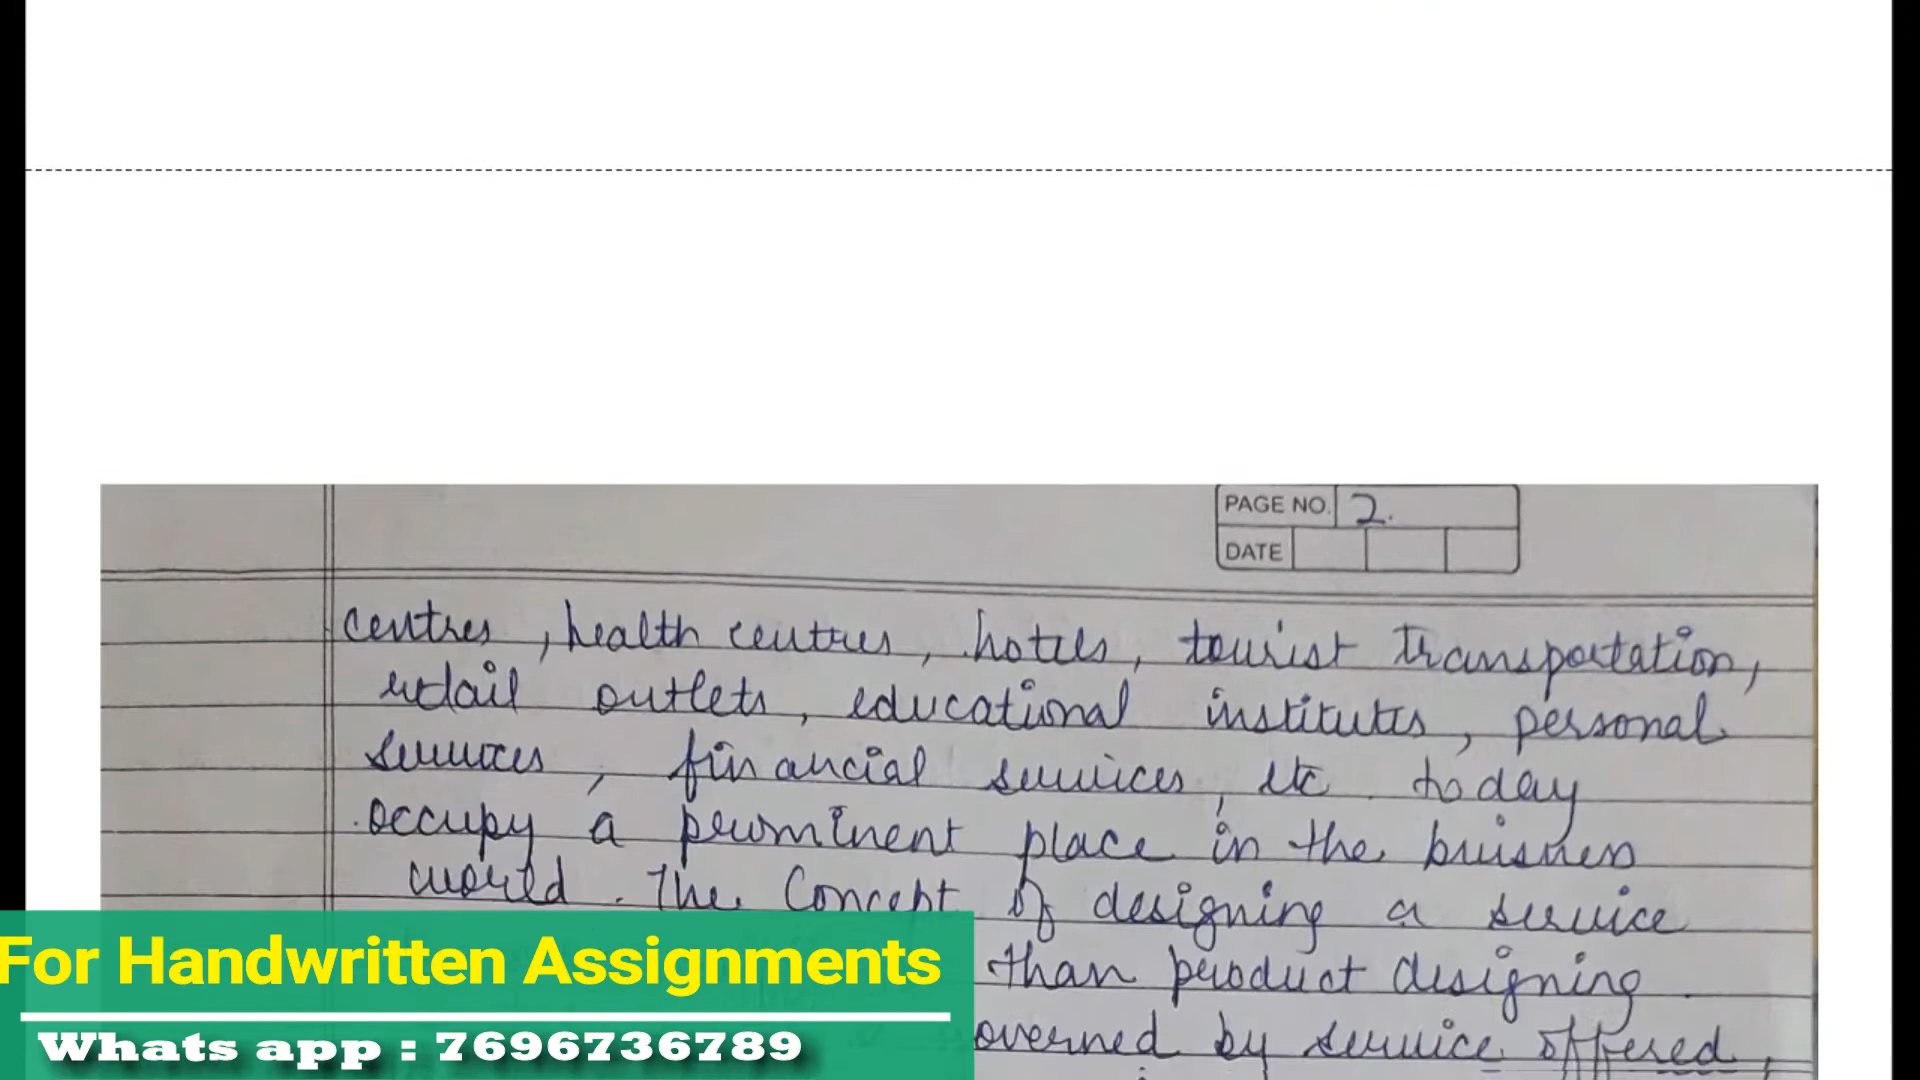 PAGE NO. 2.
DATE
centres , health centres , hotels , tourist transportation ,
retail outlets , educational institutes , personal
services , financial services , etc . today
occupy a prominent place in the buisness
world . The Concept of designing a service
than product designing .
overned by service offered ,
For Handwritten Assignments
Whats app : 7696736789